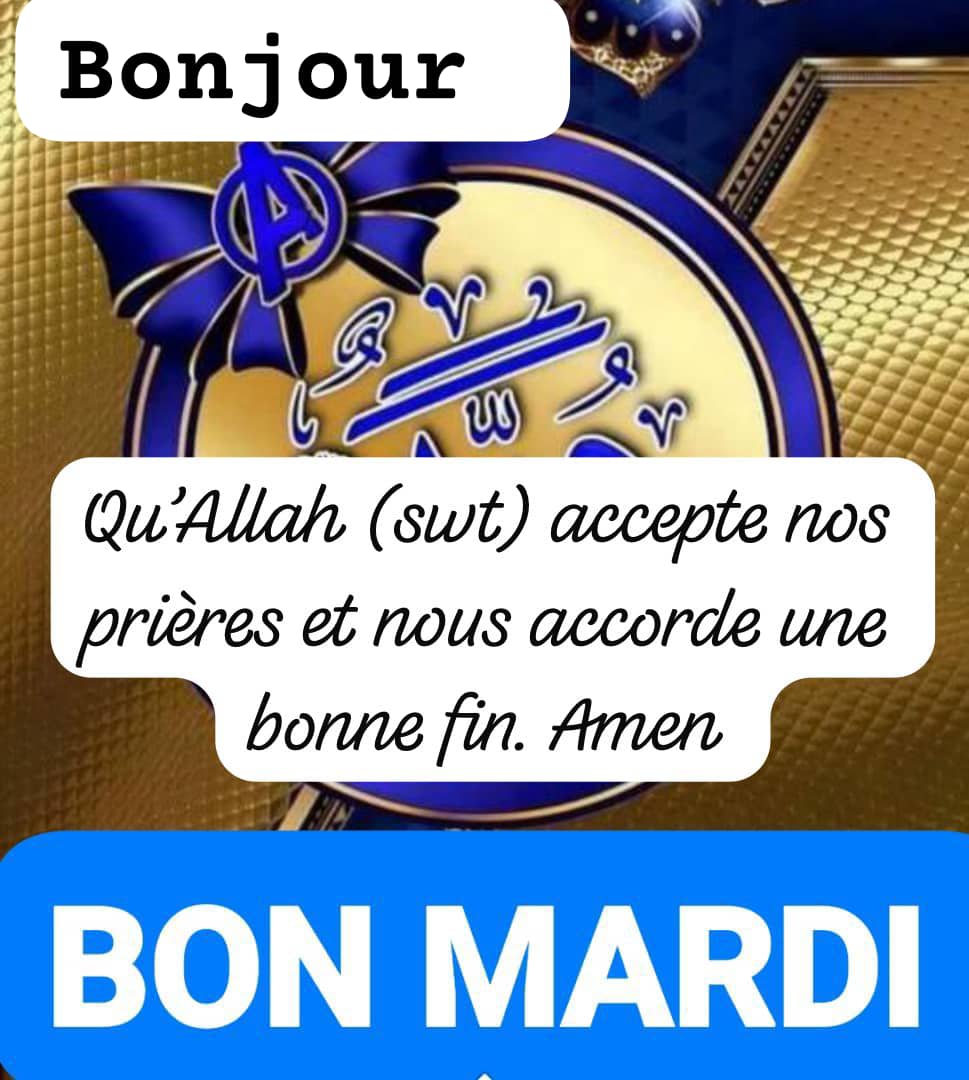 Bonjour
A
Qu'Allah (swt) accepte nos
prières et nous accorde une
bonne fin. Amen
BON MARDI